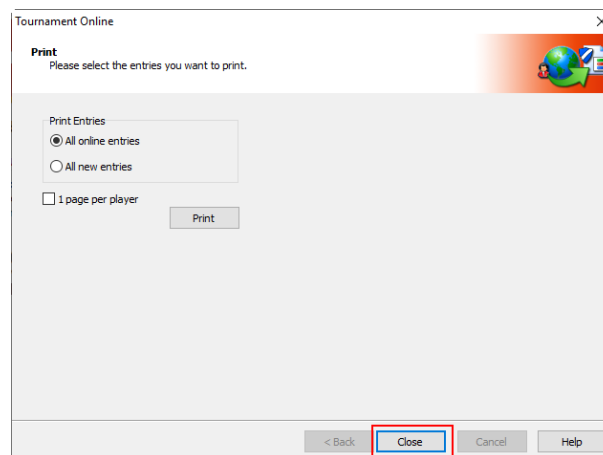 Tournament Online
Print
Please select the entries you want to print.
Print Entries
All online entries
All new entries
1 page per player
Print
< Back Close Cancel Help